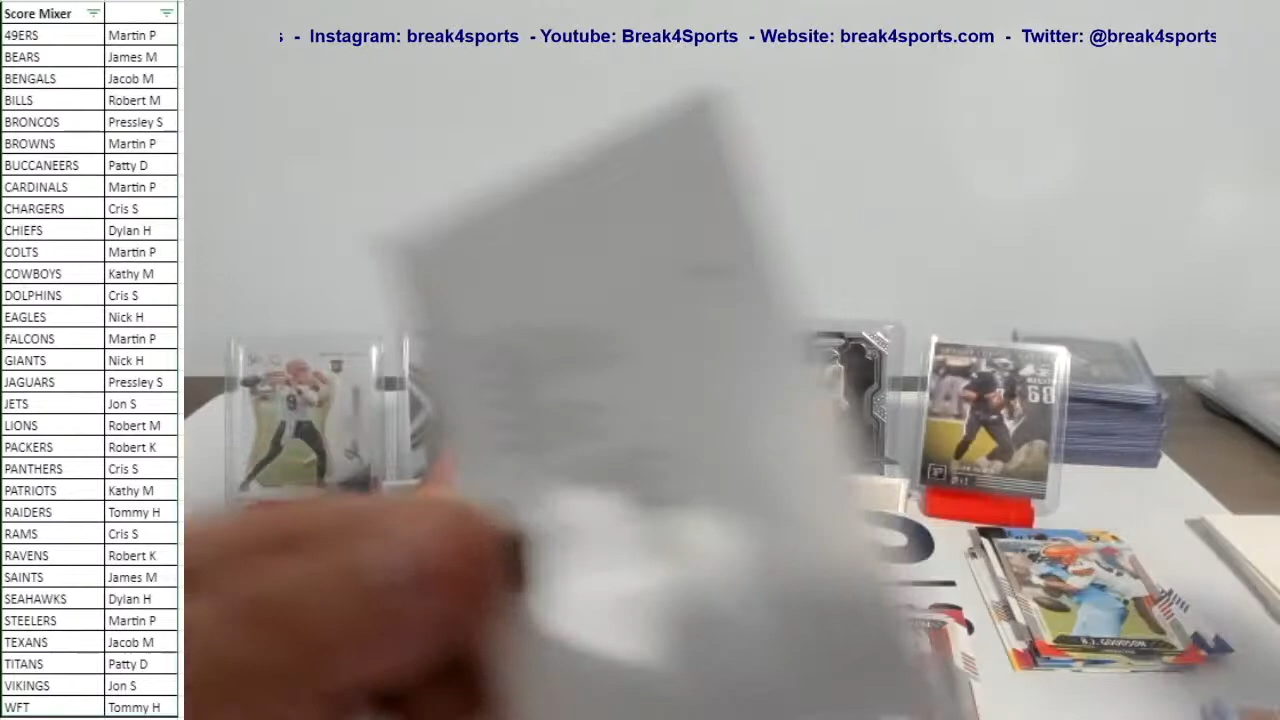 Score Mixer
49ERS Martin P
BEARS James M
BENGALS Jacob M
BILLS Robert M
BRONCOS Pressley S
BROWNS Martin P
BUCCANEERS Patty D
CARDINALS Martin P
CHARGERS Cris S
CHIEFS Dylan H
COLTS Martin P
COWBOYS Kathy M
DOLPHINS Cris S
EAGLES Nick H
FALCONS Martin P
GIANTS Nick H
JAGUARS Pressley S
JETS Jon S
LIONS Robert M
PACKERS Robert K
PANTHERS Cris S
PATRIOTS Kathy M
RAIDERS Tommy H
RAMS Cris S
RAVENS Robert K
SAINTS James M
SEAHAWKS Dylan H
STEELERS Martin P
TEXANS Jacob M
TITANS Patty D
VIKINGS Jon S
WFT Tommy H
s - Instagram: break4sports - Youtube: Break4Sports - Website: break4sports.com - Twitter: @break4sports
9
60
B.J. GOODSON